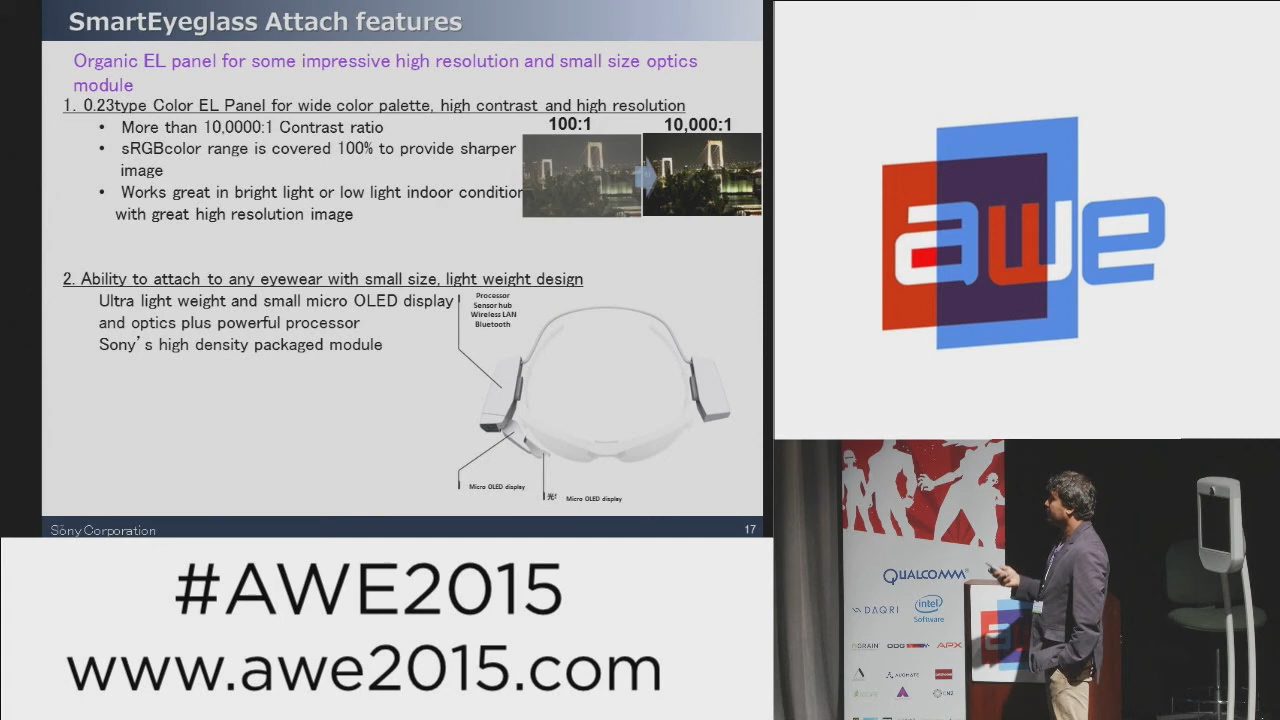 SmartEyeglass Attach features
Organic EL panel for some impressive high resolution and small size optics
module
1. 0.23type Color EL Panel for wide color palette, high contrast and high resolution
• More than 10,0000:1 Contrast ratio
• sRGBcolor range is covered 100% to provide sharper
image
• Works great in bright light or low light indoor condition
with great high resolution image
100:1
10,000:1
2. Ability to attach to any eyewear with small size, light weight design
Ultra light weight and small micro OLED display
and optics plus powerful processor
Sony's high density packaged module
Processor
Sensor hub
Wireless LAN
Bluetooth
Micro OLED display
Micro OLED display
Sony Corporation
17
#AWE2015
www.awe2015.com
awe
QUALCOMM
DAQRI
intel
Software
ODG
APX
AUGMATE